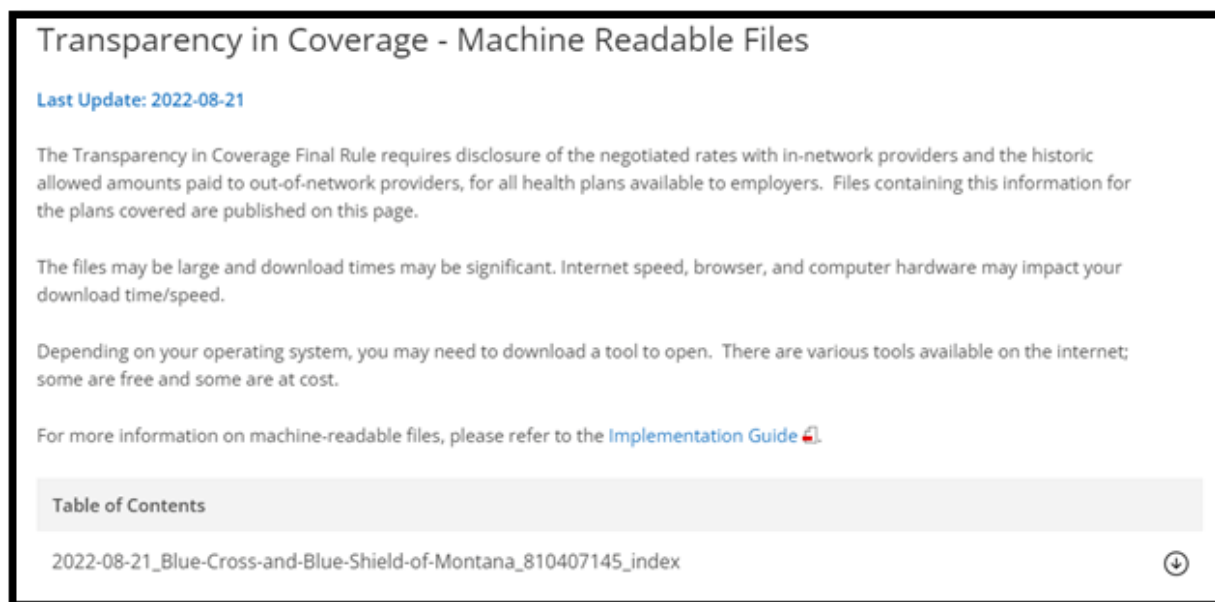 Transparency in Coverage - Machine Readable Files
Last Update: 2022-08-21
The Transparency in Coverage Final Rule requires disclosure of the negotiated rates with in-network providers and the historic
allowed amounts paid to out-of-network providers, for all health plans available to employers.  Files containing this information for
the plans covered are published on this page.
The files may be large and download times may be significant. Internet speed, browser, and computer hardware may impact your
download time/speed.
Depending on your operating system, you may need to download a tool to open.  There are various tools available on the internet;
some are free and some are at cost.
For more information on machine-readable files, please refer to the Implementation Guide .
Table of Contents
2022-08-21_Blue-Cross-and-Blue-Shield-of-Montana_810407145_index